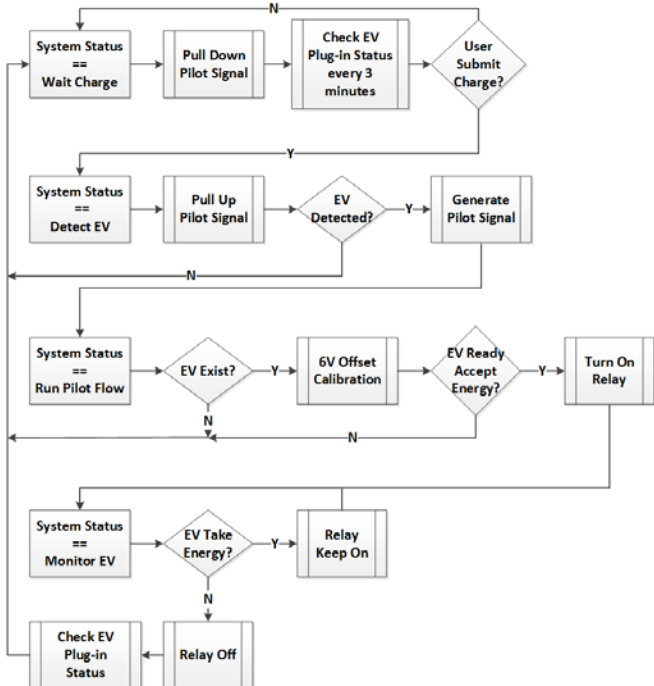 N
System Status
==
Wait Charge
Pull Down
Pilot Signal
Check EV
Plug-in Status
every 3
minutes
User
Submit
Charge?
Y
System Status
==
Detect EV
Pull Up
Pilot Signal
EV
Detected?
Y
Generate
Pilot Signal
N
System Status
==
Run Pilot Flow
EV Exist?
Y
6V Offset
Calibration
EV Ready
Accept
Energy?
Y
Turn On
Relay
N
N
System Status
==
Monitor EV
EV Take
Energy?
Y
Relay
Keep On
N
Check EV
Plug-in
Status
Relay Off